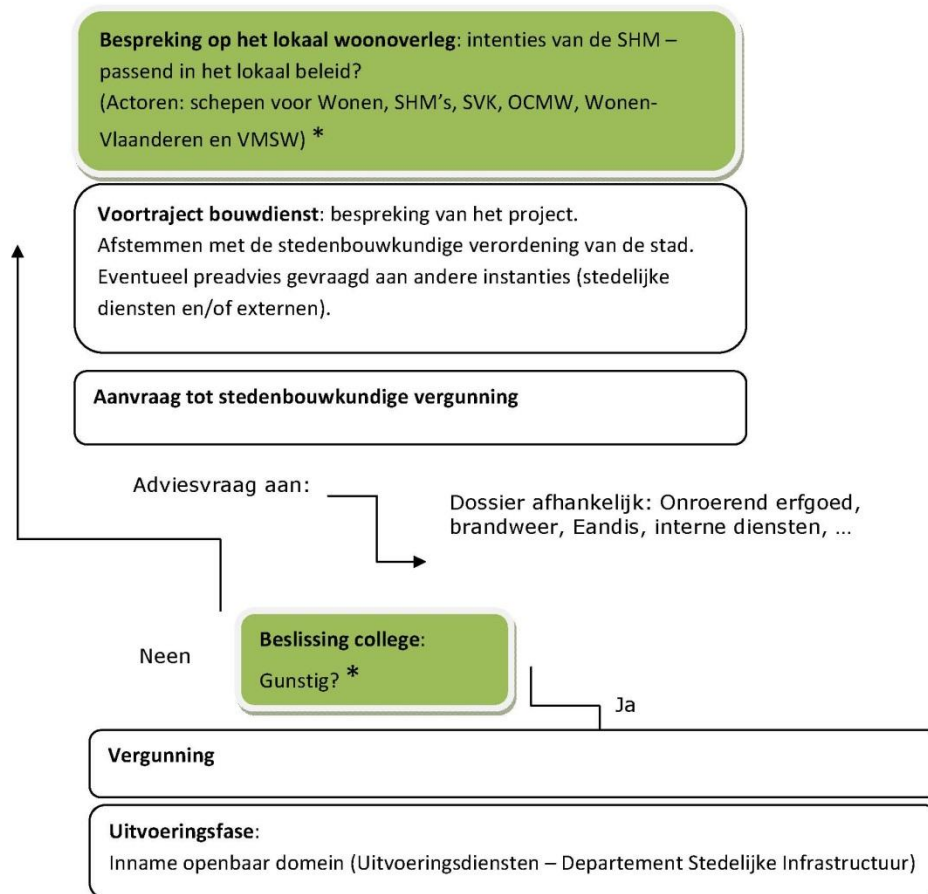 Bespreking op het lokaal woonoverleg: intenties van de SHM –
passend in het lokaal beleid?
(Actoren: schepen voor Wonen, SHM’s, SVK, OCMW, Wonen-
Vlaanderen en VMSW) *
Voortraject bouwdienst: bespreking van het project.
Afstemmen met de stedenbouwkundige verordening van de stad.
Eventueel preadvies gevraagd aan andere instanties (stedelijke
diensten en/of externen).
Aanvraag tot stedenbouwkundige vergunning
Adviesvraag aan:
Dossier afhankelijk: Onroerend erfgoed,
brandweer, Eandis, interne diensten, …
Neen
Beslissing college:
Gunstig? *
Ja
Vergunning
Uitvoeringsfase:
Inname openbaar domein (Uitvoeringsdiensten – Departement Stedelijke Infrastructuur)